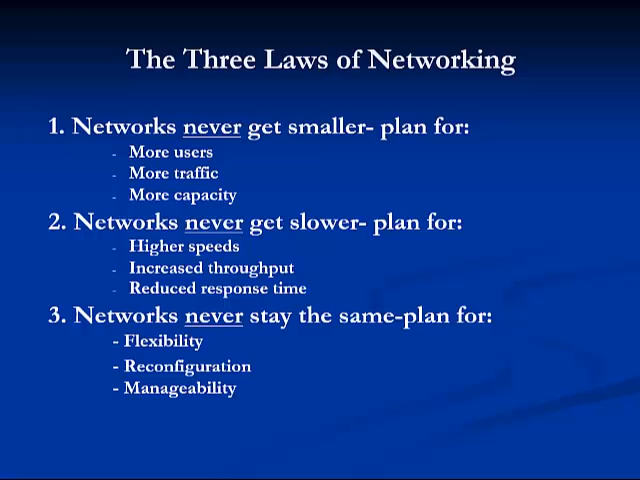 The Three Laws of Networking
1. Networks never get smaller- plan for:
- More users
- More traffic
- More capacity
2. Networks never get slower- plan for:
- Higher speeds
- Increased throughput
- Reduced response time
3. Networks never stay the same-plan for:
- Flexibility
- Reconfiguration
- Manageability